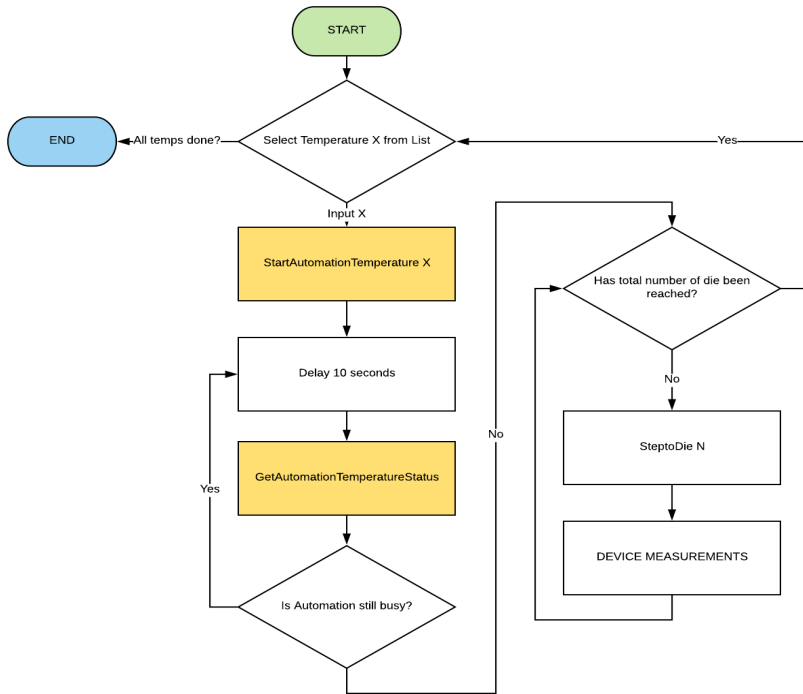 START
Select Temperature X from List
All temps done?
END
Input X
StartAutomationTemperature X
Delay 10 seconds
GetAutomationTemperatureStatus
Yes
Is Automation still busy?
No
Has total number of die been
reached?
Yes
No
SteptoDie N
DEVICE MEASUREMENTS